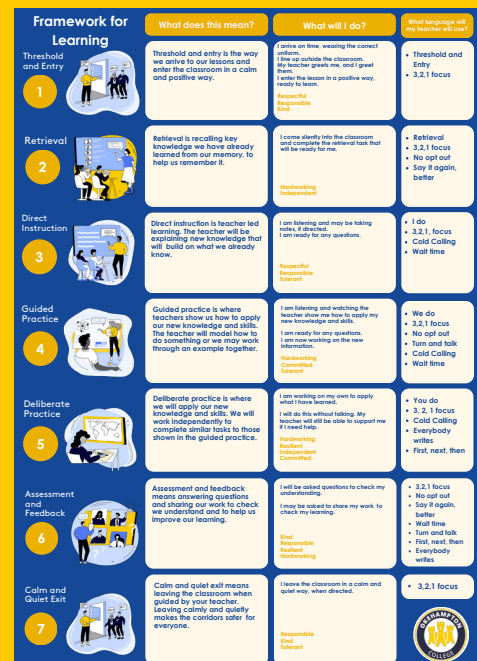 Framework for
Learning
What does this mean?
What will I do?
What language will
my teacher will use?
Threshold
and Entry
1
Threshold and entry is the way
we arrive to our lessons and
enter the classroom in a calm
and positive way.
I arrive on time, wearing the correct
uniform.
I line up outside the classroom.
My teacher greets me, and I greet
them.
I enter the lesson in a positive way,
ready to learn.
Respectful
Responsible
Kind
• Threshold and
Entry
• 3,2,1 focus
Retrieval
2
Retrieval is recalling key
knowledge we have already
learned from our memory, to
help us remember it.
I come silently into the classroom
and complete the retrieval task that
will be ready for me.
Hardworking
Independent
• Retrieval
• 3,2,1 focus
• No opt out
• Say it again,
better
Direct
Instruction
3
Direct instruction is teacher led
learning. The teacher will be
explaining new knowledge that
will build on what we already
know.
I am listening and may be taking
notes, if directed.
I am ready for any questions.
Respectful
Responsible
Tolerant
• I do
• 3,2,1, focus
• Cold Calling
• Wait time
Guided
Practice
4
Guided practice is where
teachers show us how to apply
our new knowledge and skills.
The teacher will model how to
do something or we may work
through an example together.
I am listening and watching the
teacher show me how to apply my
new knowledge and skills.
I am ready for any questions.
I am now working on the new
information.
Hardworking
Committed
Tolerant
• We do
• 3,2,1 focus
• No opt out
• Turn and talk
• Cold Calling
• Wait time
Deliberate
Practice
5
Deliberate practice is where
we will apply our new
knowledge and skills. We will
work independently to
complete similar tasks to those
shown in the guided practice.
I am working on my own to apply
what I have learned.
I will do this without talking. My
teacher will still be able to support me
if I need help.
Hardworking
Resilient
Independent
Committed
• You do
• 3, 2, 1 focus
• Cold Calling
• Everybody
writes
• First, next, then
Assessment
and
Feedback
6
Assessment and feedback
means answering questions
and sharing our work to check
we understand and to help us
improve our learning.
I will be asked questions to check my
understanding.
I may be asked to share my work to
check my learning.
Kind
Responsible
Resilient
Hardworking
• 3,2,1 focus
• No opt out
• Say it again,
better
• Wait time
• Turn and talk
• First, next, then
• Everybody
writes
Calm and
Quiet Exit
7
Calm and quiet exit means
leaving the classroom when
guided by your teacher.
Leaving calmly and quietly
makes the corridors safer for
everyone.
I leave the classroom in a calm and
quiet way, when directed.
Responsible
Kind
Tolerant
• 3,2,1 focus
OKEHAMPTON
COLLEGE